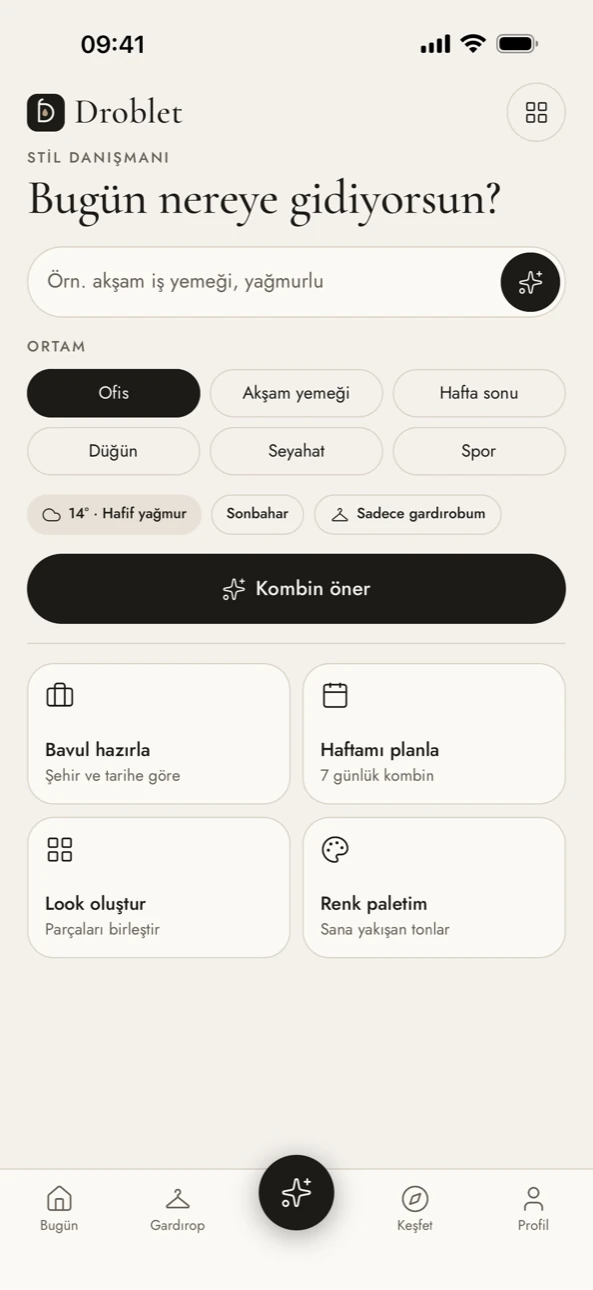 09:41
Droblet
STİL DANIŞMANI
Bugün nereye gidiyorsun?
Örn. akşam iş yemeği, yağmurlu
ORTAM
Ofis
Akşam yemeği
Hafta sonu
Düğün
Seyahat
Spor
14° · Hafif yağmur
Sonbahar
Sadece gardırobum
Kombin öner
Bavul hazırla
Şehir ve tarihe göre
Haftamı planla
7 günlük kombin
Look oluştur
Parçaları birleştir
Renk paletim
Sana yakışan tonlar
Bugün
Gardırop
Keşfet
Profil